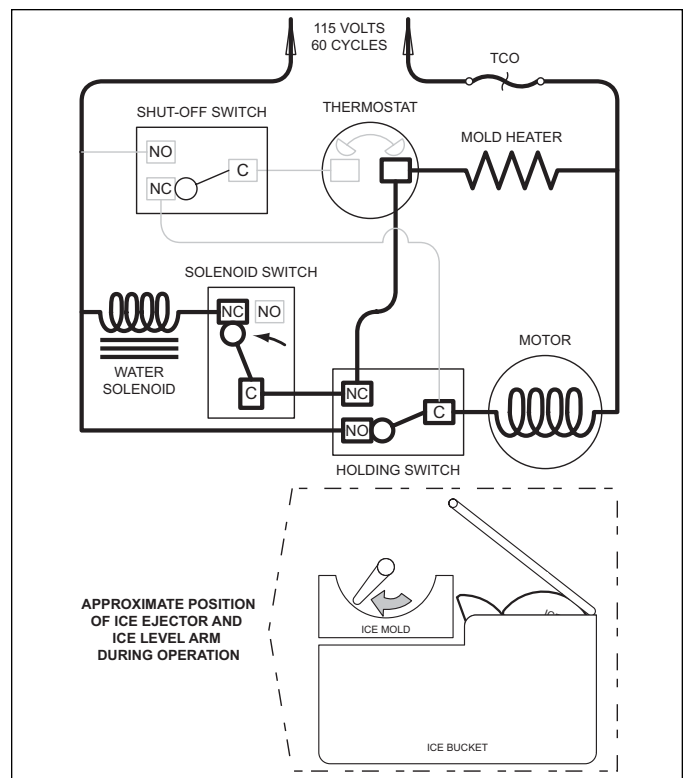 115 VOLTS
60 CYCLES
TCO
SHUT-OFF SWITCH
THERMOSTAT
MOLD HEATER
NO
NC
C
SOLENOID SWITCH
NC
NO
C
WATER
SOLENOID
MOTOR
NC
NO
C
HOLDING SWITCH
APPROXIMATE POSITION
OF ICE EJECTOR AND
ICE LEVEL ARM
DURING OPERATION
ICE MOLD
ICE BUCKET